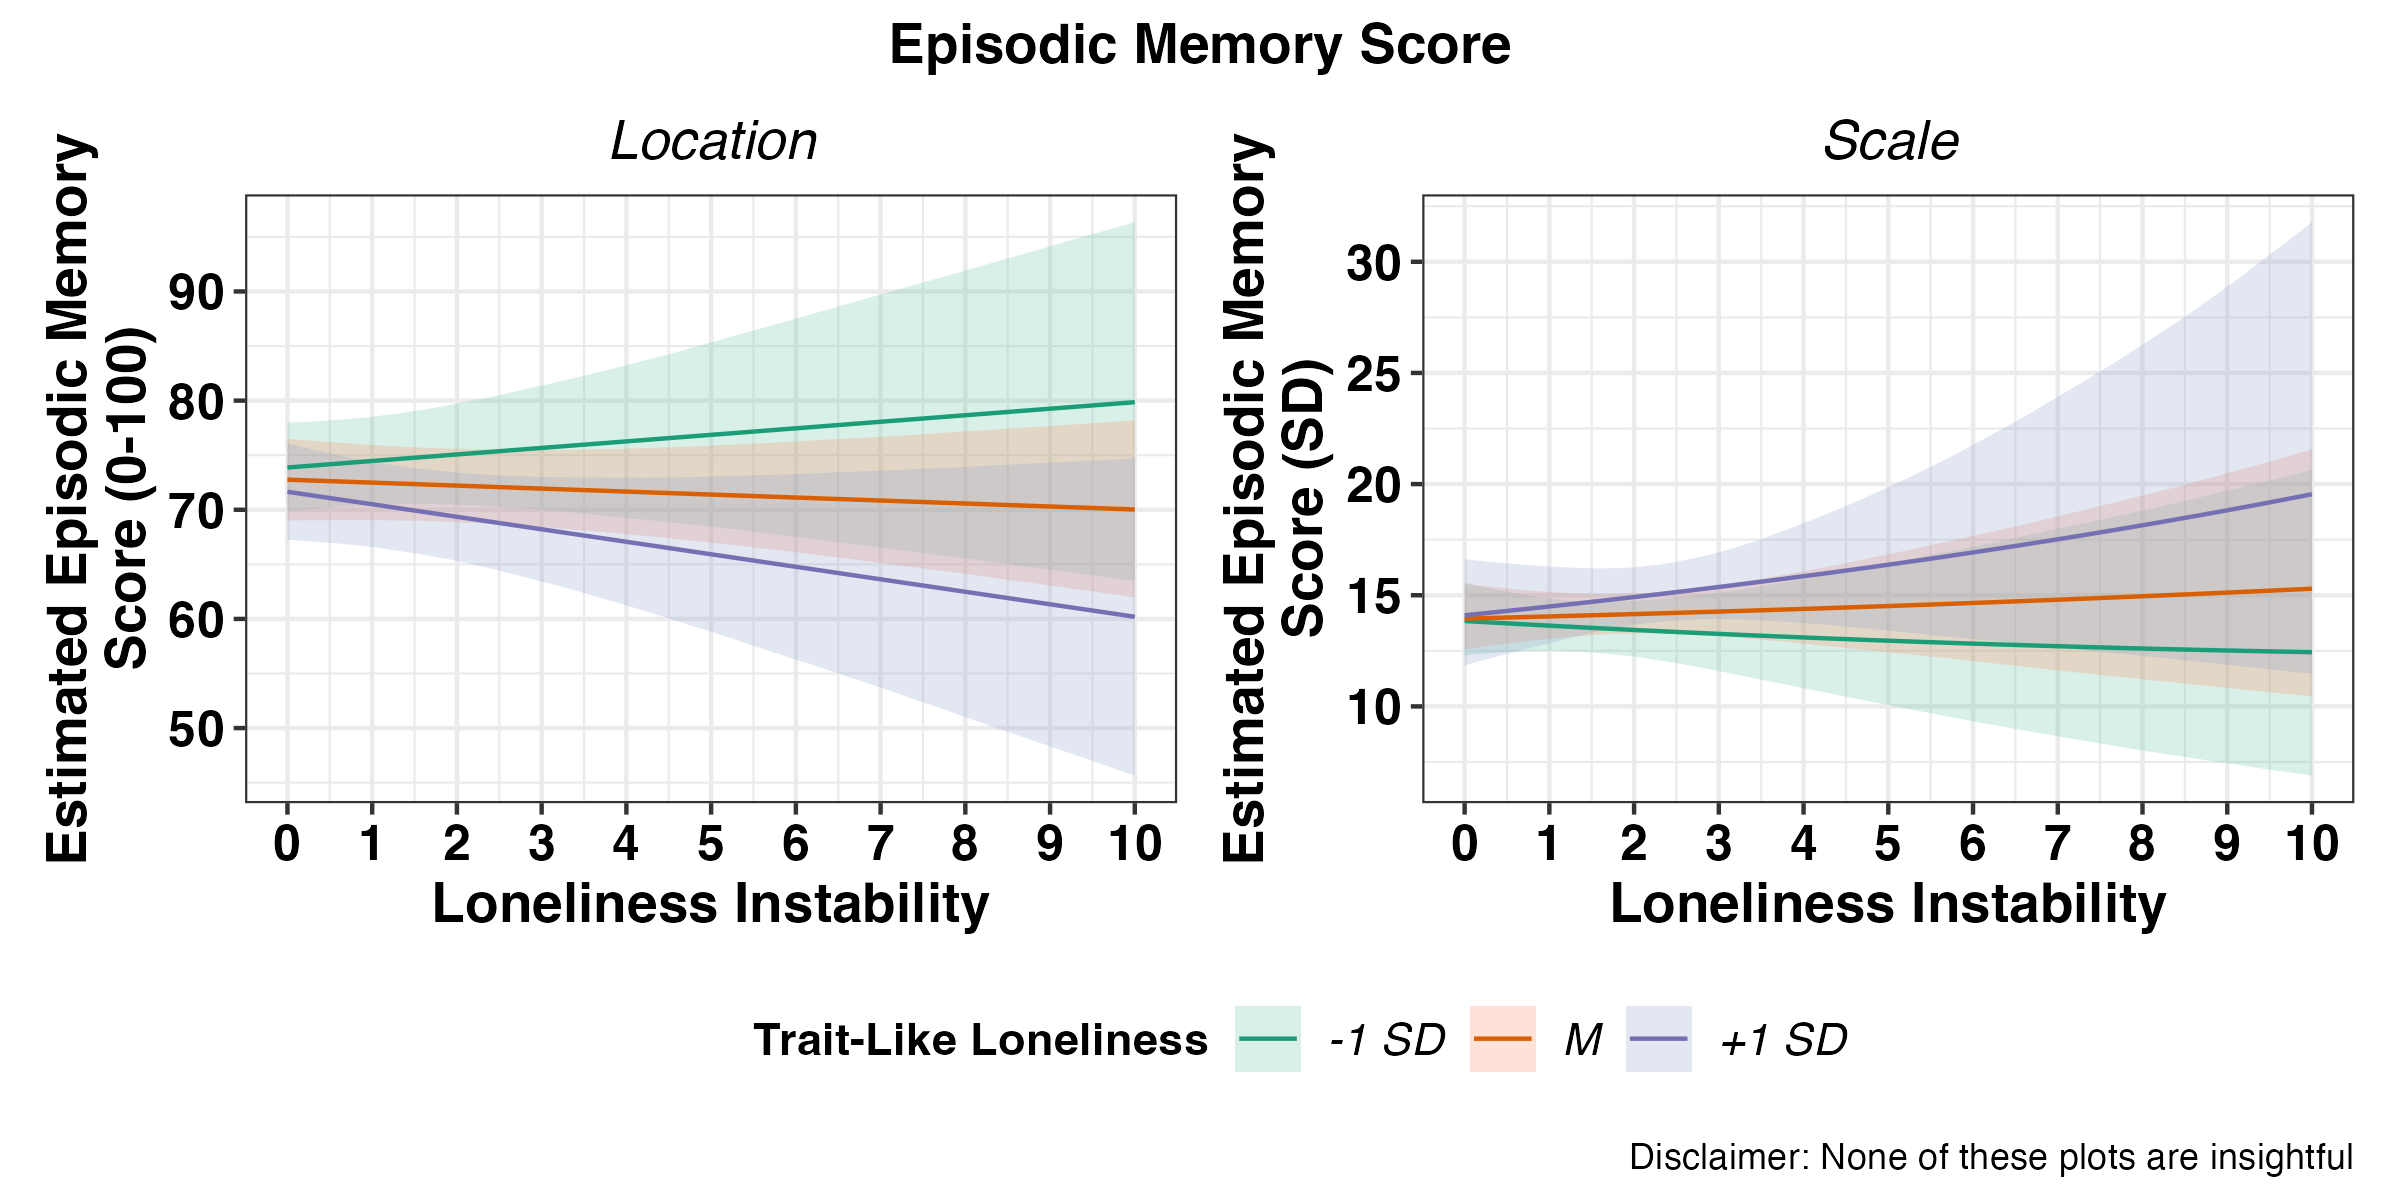 Episodic Memory Score
Location
Estimated Episodic Memory
Score (0-100)
90
80
70
60
50
0 1 2 3 4 5 6 7 8 9 10
Loneliness Instability
Scale
Estimated Episodic Memory
Score (SD)
30
25
20
15
10
0 1 2 3 4 5 6 7 8 9 10
Loneliness Instability
Trait-Like Loneliness -1 SD M +1 SD
Disclaimer: None of these plots are insightful